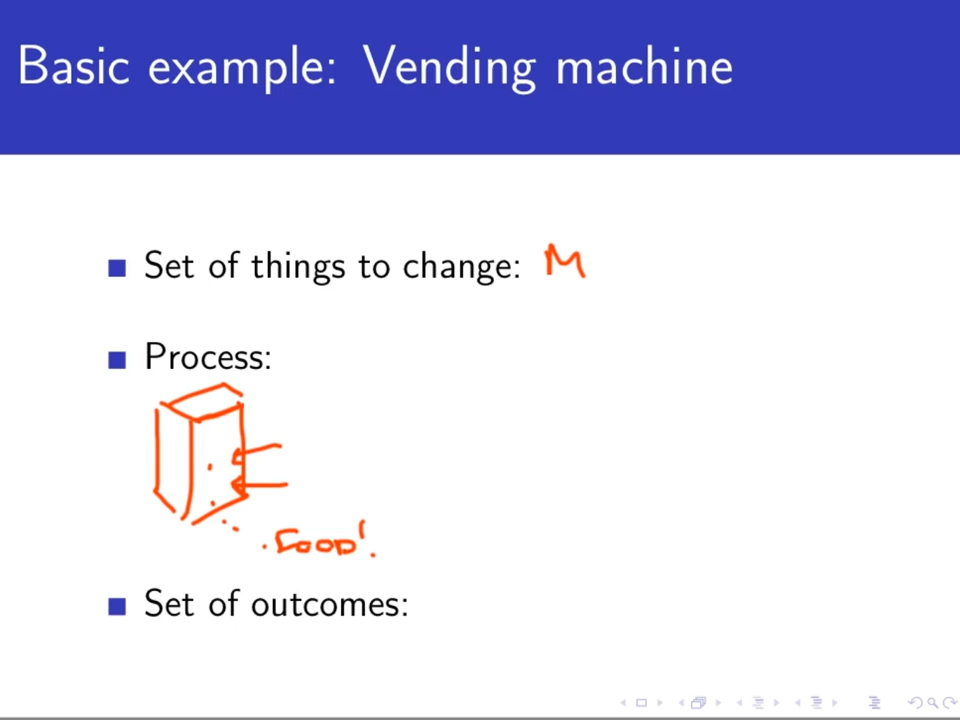 Basic example: Vending machine
Set of things to change: M
Process:
FOOD!
Set of outcomes: